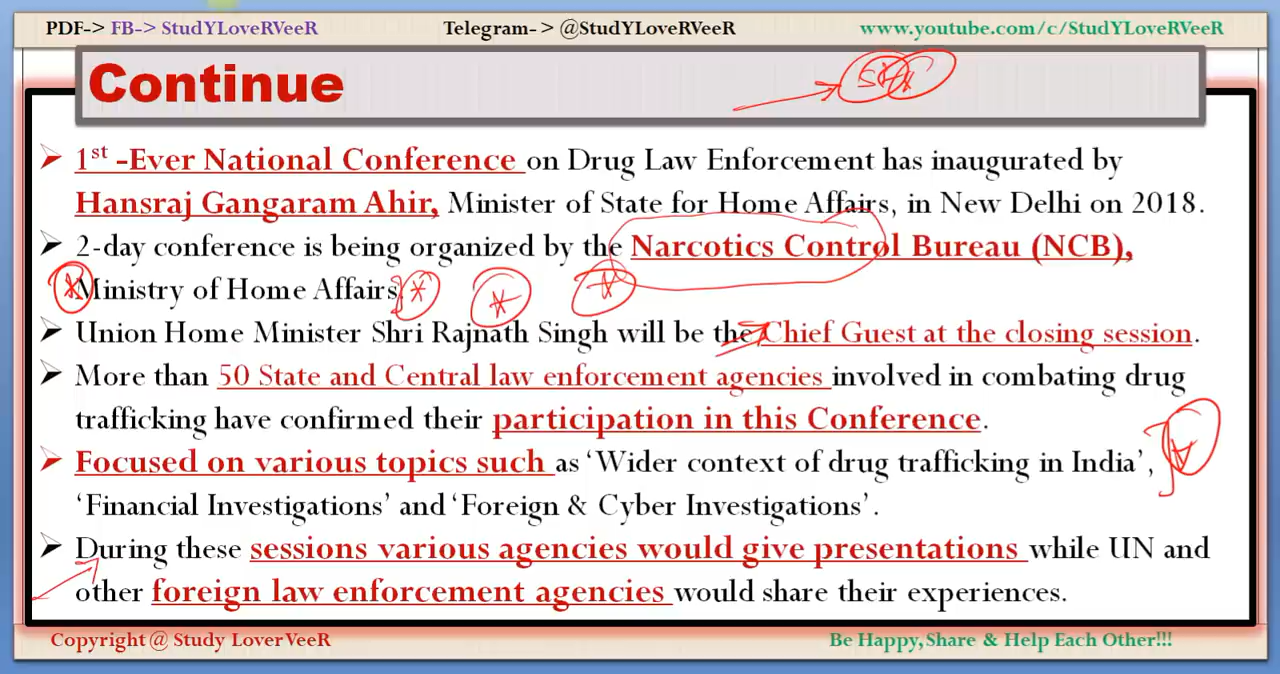 PDF-> FB-> StudYLoveRVeeR Telegram- > @StudYLoveRVeeR www.youtube.com/c/StudYLoveRVeeR
Continue
1st -Ever National Conference on Drug Law Enforcement has inaugurated by
Hansraj Gangaram Ahir, Minister of State for Home Affairs, in New Delhi on 2018.
2-day conference is being organized by the Narcotics Control Bureau (NCB),
Ministry of Home Affairs.
Union Home Minister Shri Rajnath Singh will be the Chief Guest at the closing session.
More than 50 State and Central law enforcement agencies involved in combating drug
trafficking have confirmed their participation in this Conference.
Focused on various topics such as ‘Wider context of drug trafficking in India’,
‘Financial Investigations’ and ‘Foreign & Cyber Investigations’.
During these sessions various agencies would give presentations while UN and
other foreign law enforcement agencies would share their experiences.
Copyright @ Study LoverVeeR Be Happy,Share & Help Each Other!!!